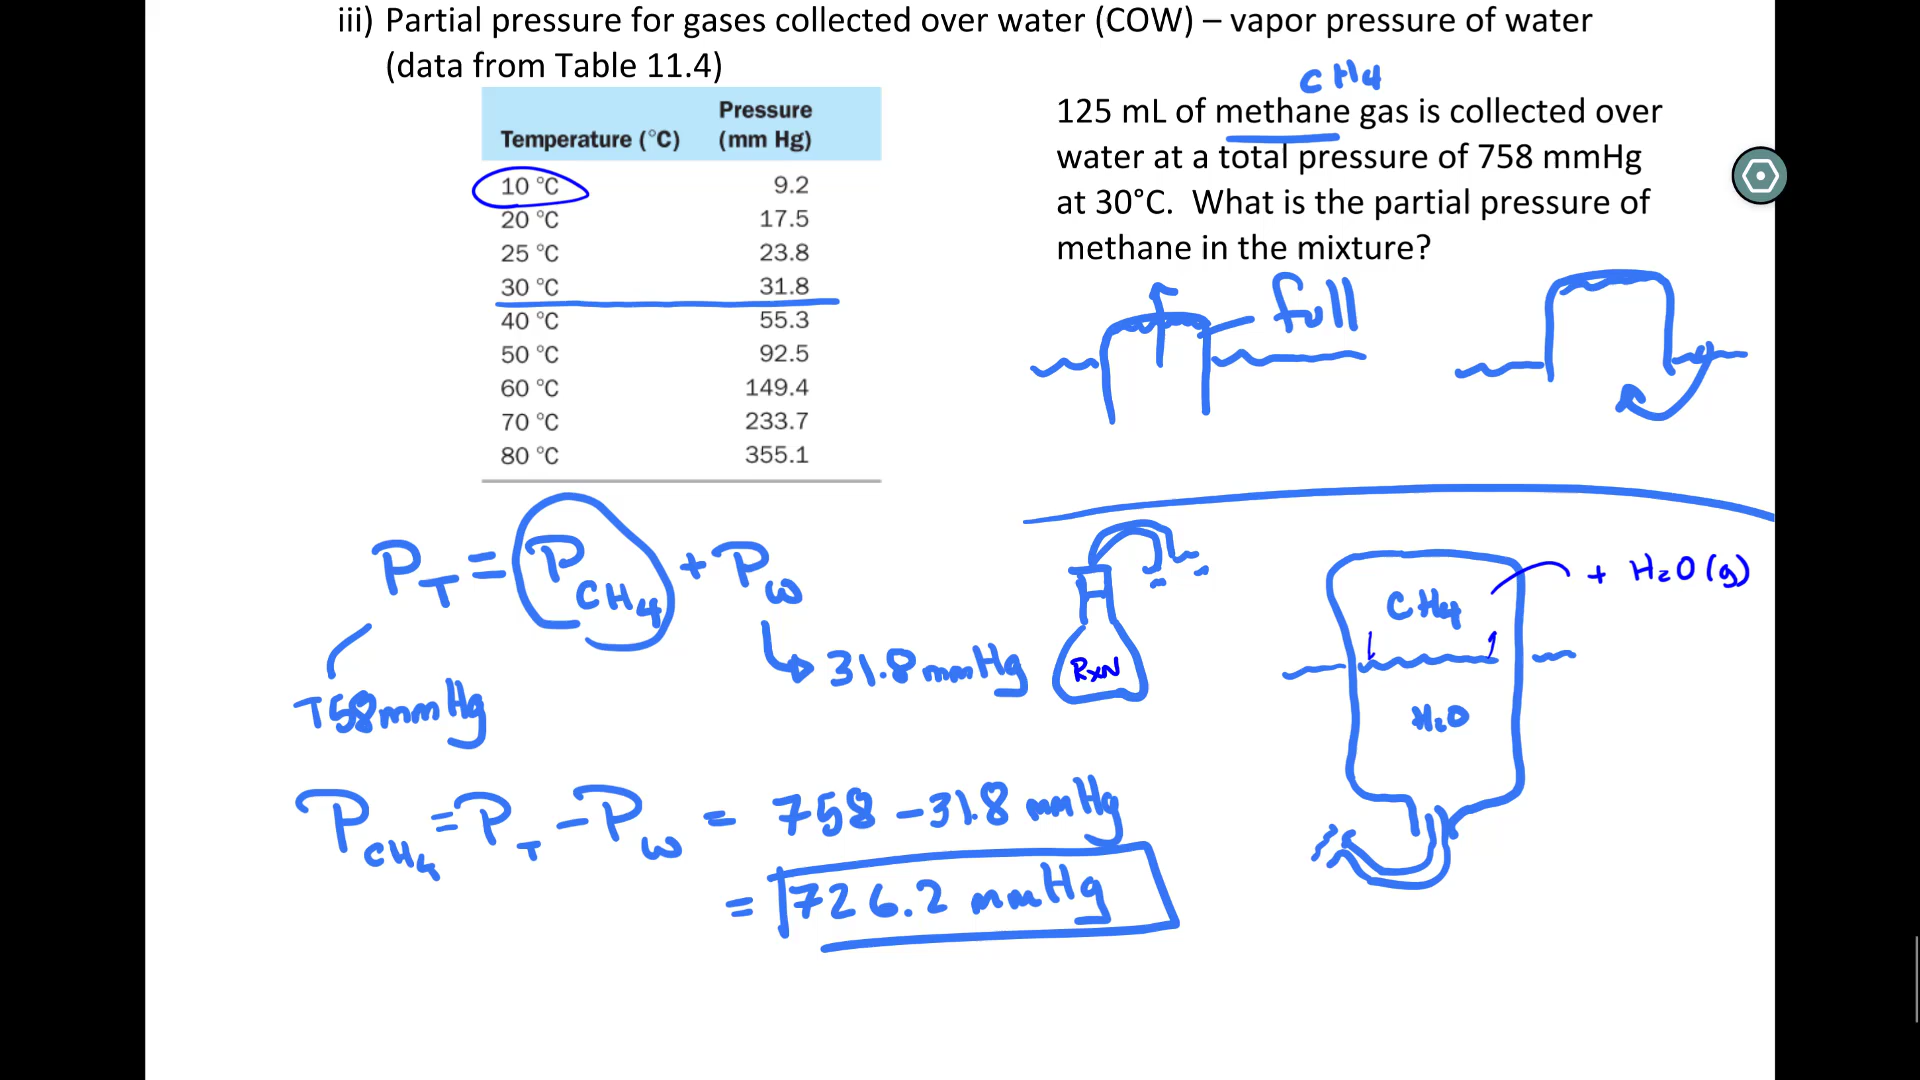 iii) Partial pressure for gases collected over water (COW) – vapor pressure of water
(data from Table 11.4)
Temperature (°C) Pressure (mm Hg)
10 °C 9.2
20 °C 17.5
25 °C 23.8
30 °C 31.8
40 °C 55.3
50 °C 92.5
60 °C 149.4
70 °C 233.7
80 °C 355.1
CH4
125 mL of methane gas is collected over
water at a total pressure of 758 mmHg
at 30°C. What is the partial pressure of
methane in the mixture?
full
PT = PCH4 + Pw
31.8 mmHg
758 mmHg
RXN
CH4
+ H2O (g)
H2O
PCH4 = PT - Pw = 758 - 31.8 mmHg
= 726.2 mmHg